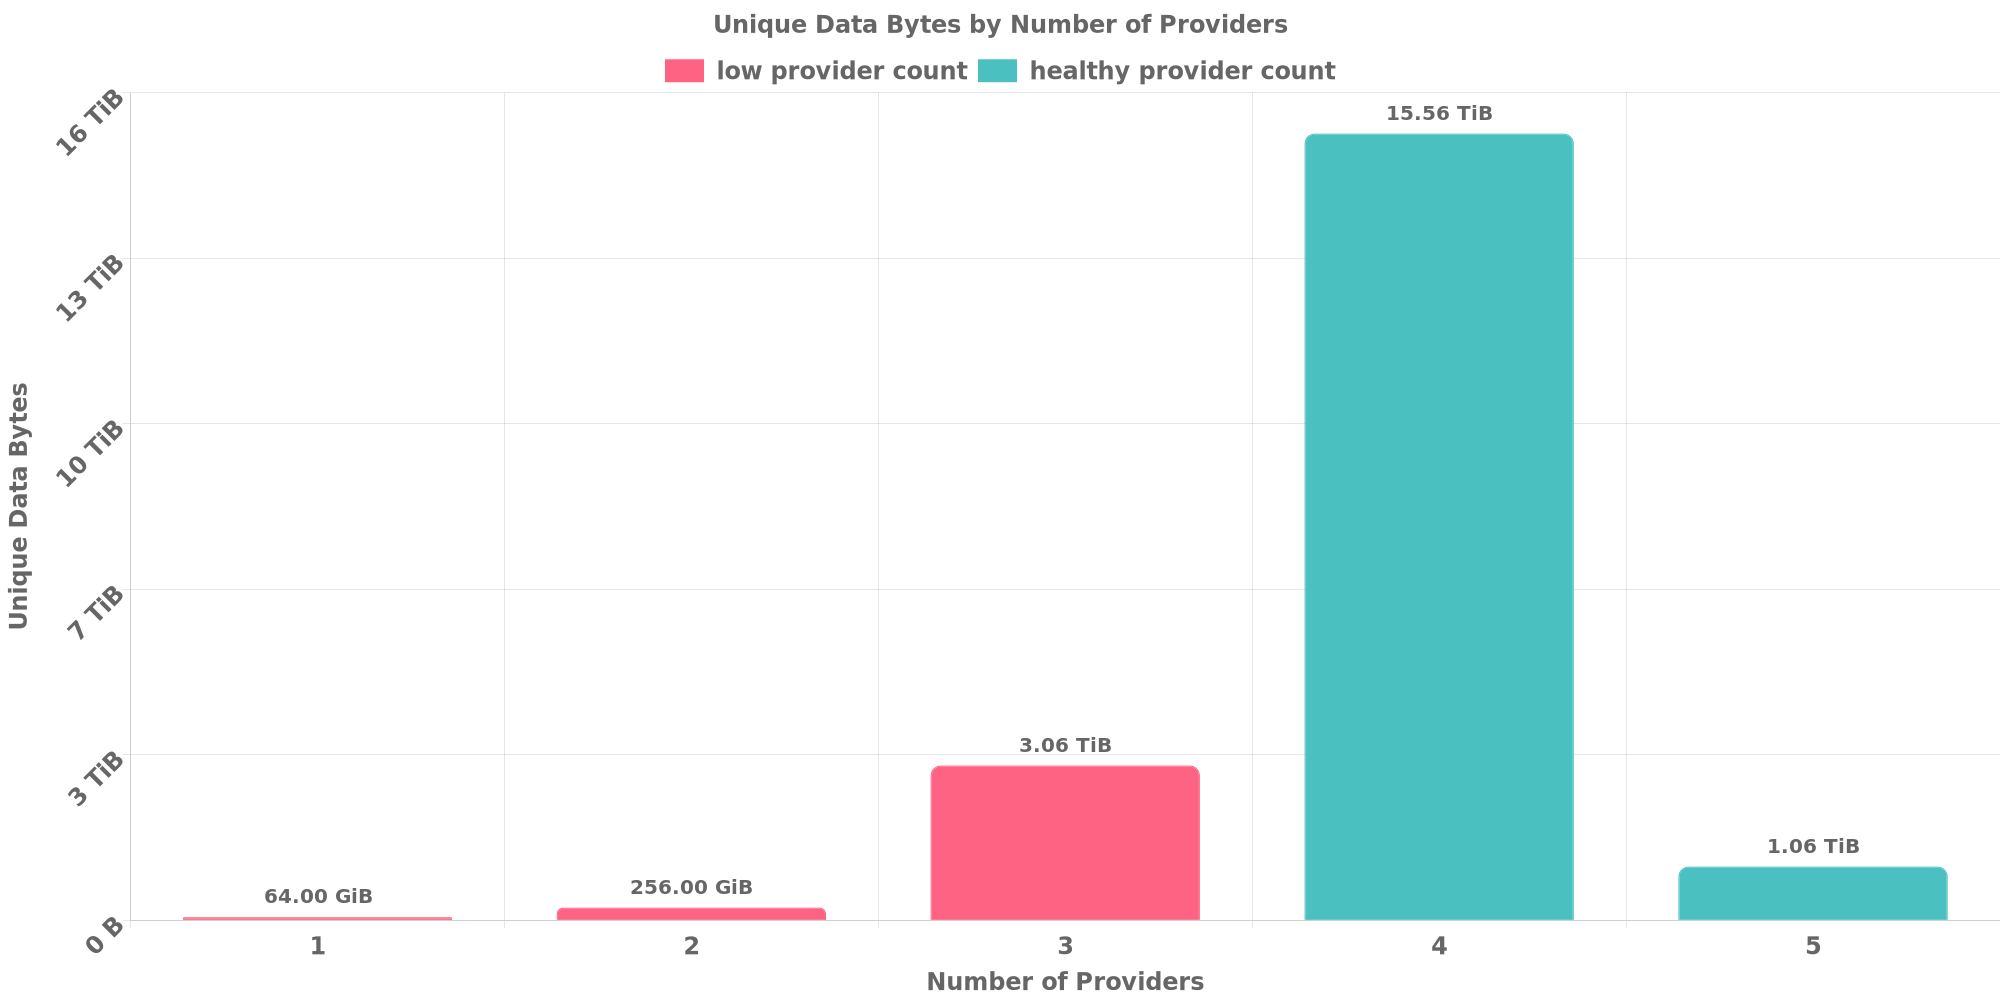 Unique Data Bytes by Number of Providers
low provider count
healthy provider count
Unique Data Bytes
16 TiB
13 TiB
10 TiB
7 TiB
3 TiB
0 B
64.00 GiB
256.00 GiB
3.06 TiB
15.56 TiB
1.06 TiB
1
2
3
4
5
Number of Providers